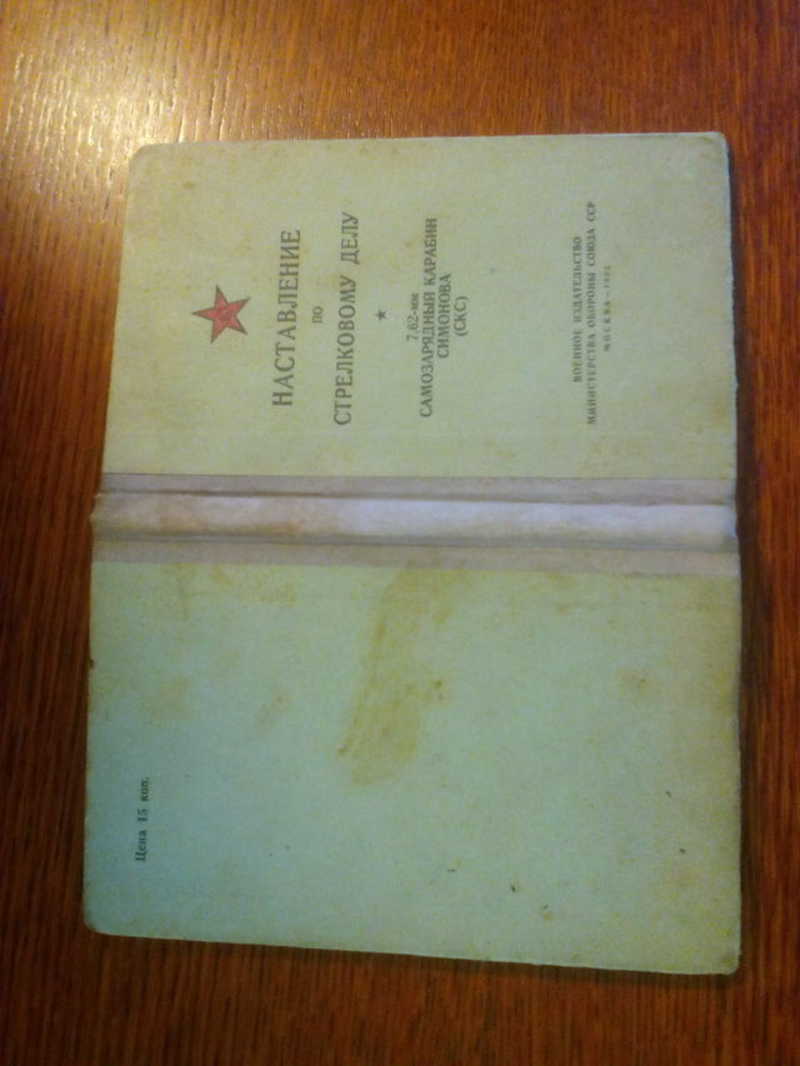 НАСТАВЛЕНИЕ
ПО
СТРЕЛКОВОМУ ДЕЛУ
7,62-мм
САМОЗАРЯДНЫЙ КАРАБИН
СИМОНОВА
(СКС)
ВОЕННОЕ ИЗДАТЕЛЬСТВО
МИНИСТЕРСТВА ОБОРОНЫ СОЮЗА ССР
МОСКВА —
Цена 15 коп.